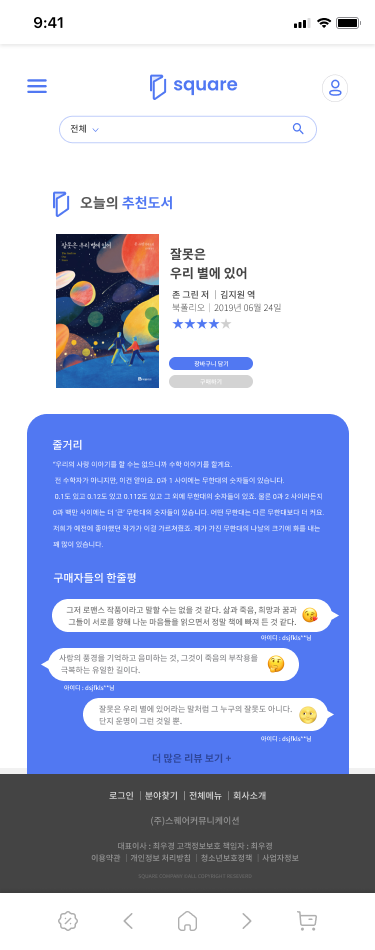 9:41
square
전체
오늘의 추천도서
잘못은 우리 별에 있어
잘못은
우리 별에 있어
존 그린 저 | 김지원 역
북폴리오 | 2019년 06월 24일
장바구니 담기
구매하기
줄거리
"우리의 사랑 이야기를 할 수는 없으니까 수학 이야기를 할게요.
전 수학자가 아니지만, 이건 알아요. 0과 1 사이에는 무한대의 숫자들이 있습니다.
0.1도 있고 0.12도 있고 0.112도 있고 그 외에 무한대의 숫자들이 있죠. 물론 0과 2 사이라든지
0과 백만 사이에는 더 '큰' 무한대의 숫자들이 있습니다. 어떤 무한대는 다른 무한대보다 더 커요.
저희가 예전에 좋아했던 작가가 이걸 가르쳐줬죠. 제가 가진 무한대의 나날의 크기에 화를 내는
꽤 많이 있습니다.
구매자들의 한줄평
그저 로맨스 작품이라고 말할 수는 없을 것 같다. 삶과 죽음, 희망과 꿈과
그들이 서로를 향해 나눈 마음들을 읽으면서 정말 책에 빠져 든 것 같다.
아이디 : dsjfkls**님
사랑의 풍경을 기억하고 음미하는 것, 그것이 죽음의 부작용을
극복하는 유일한 길이다.
아이디 : dsjfkls**님
잘못은 우리 별에 있어라는 말처럼 그 누구의 잘못도 아니다.
단지 운명이 그런 것일 뿐.
아이디 : dsjfkls**님
더 많은 리뷰 보기 +
로그인 | 분야찾기 | 전체메뉴 | 회사소개
(주)스퀘어커뮤니케이션
대표이사 : 최우경 고객정보보호 책임자 : 최우경
이용약관 | 개인정보 처리방침 | 청소년보호정책 | 사업자정보